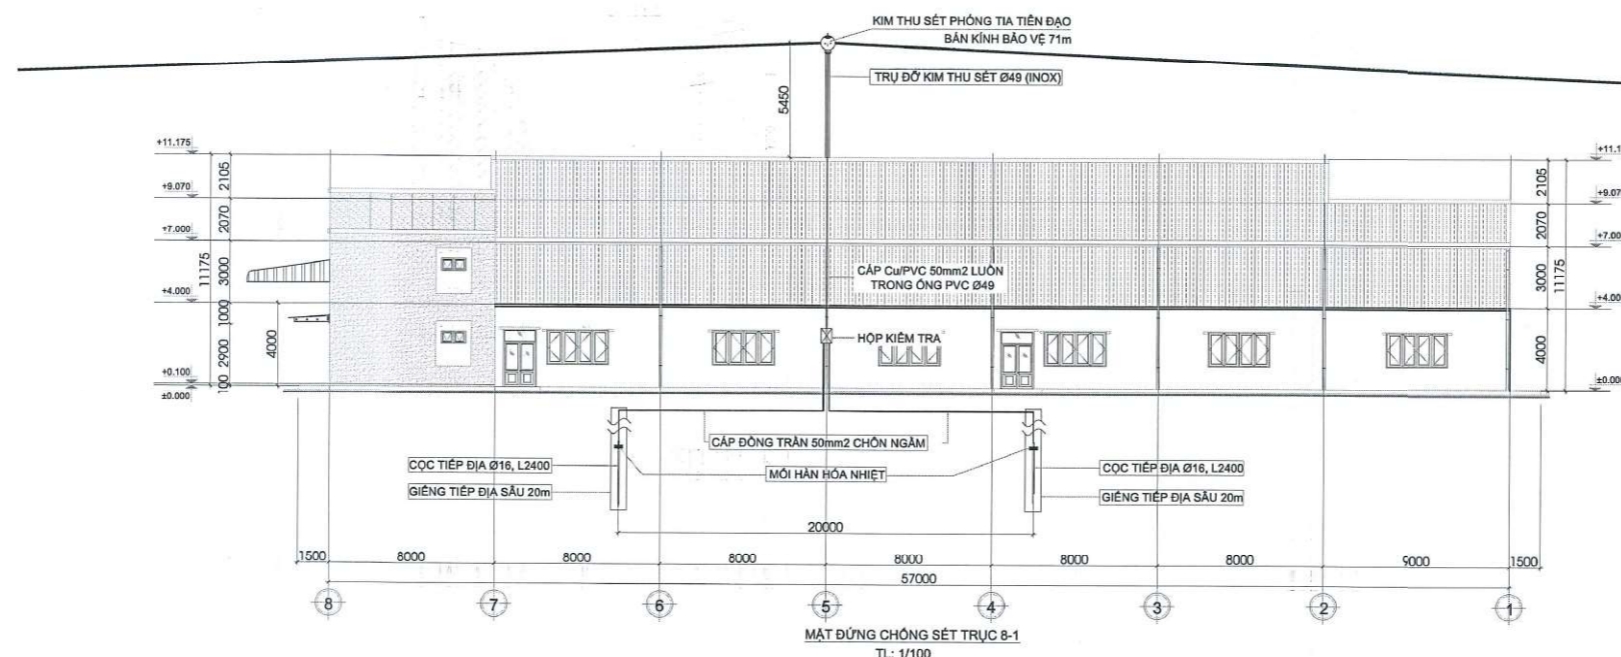 KIM THU SÉT PHÓNG TIA TIÊN ĐẠO
BÁN KÍNH BẢO VỆ 71m
TRỤ ĐỠ KIM THU SÉT Ø49 (INOX)
5450
+11.175
+9.070
+7.000
+4.000
+0.100
±0.000
11175
2105
2070
3000
1000
2900
100
4000
CÁP Cu/PVC 50mm2 LUỒN
TRONG ỐNG PVC Ø49
HỘP KIỂM TRA
2105
2070
3000
4000
11175
+11.1
+9.07
+7.00
+4.00
±0.00
CÁP ĐỒNG TRẦN 50mm2 CHÔN NGẦM
CỌC TIẾP ĐỊA Ø16, L2400
MỐI HÀN HÓA NHIỆT
CỌC TIẾP ĐỊA Ø16, L2400
GIẾNG TIẾP ĐỊA SÂU 20m
GIẾNG TIẾP ĐỊA SÂU 20m
20000
1500 8000 8000 8000 8000 8000 8000 9000 1500
57000
8 7 6 5 4 3 2 1
MẶT ĐỨNG CHỐNG SÉT TRỤC 8-1
TL: 1/100